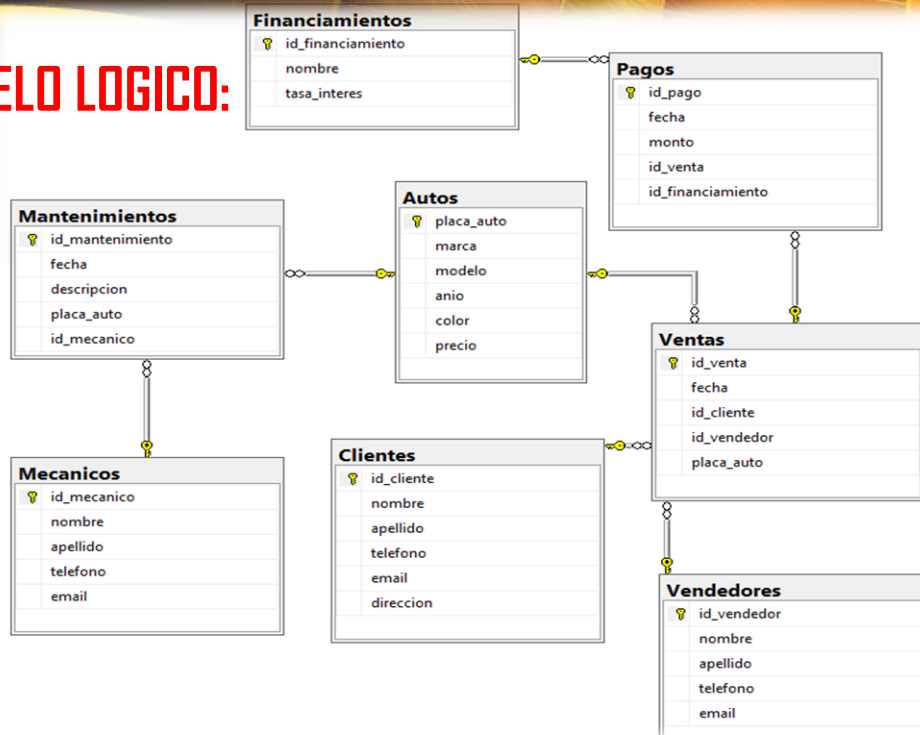 ELO LOGICO:
Financiamientos
id_financiamiento
nombre
tasa_interes
Pagos
id_pago
fecha
monto
id_venta
id_financiamiento
Mantenimientos
id_mantenimiento
fecha
descripcion
placa_auto
id_mecanico
Autos
placa_auto
marca
modelo
anio
color
precio
Ventas
id_venta
fecha
id_cliente
id_vendedor
placa_auto
Mecanicos
id_mecanico
nombre
apellido
telefono
email
Clientes
id_cliente
nombre
apellido
telefono
email
direccion
Vendedores
id_vendedor
nombre
apellido
telefono
email